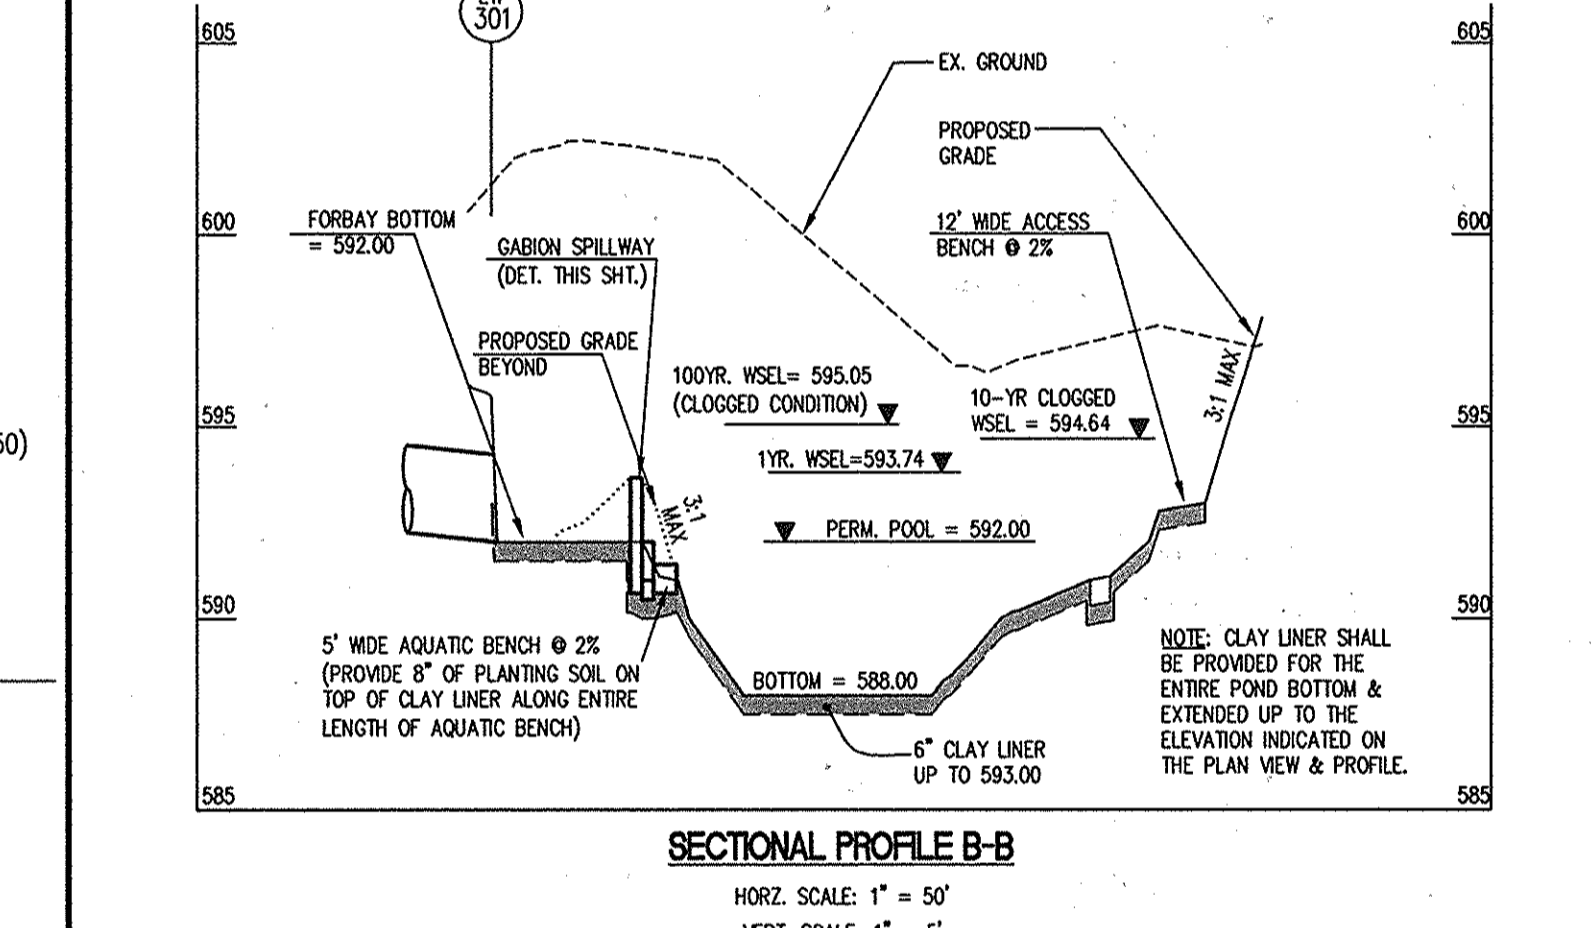 301
605
605
EX. GROUND
PROPOSED
GRADE
600
600
FORBAY BOTTOM
= 592.00
GABION SPILLWAY
(DET. THIS SHT.)
12' WIDE ACCESS
BENCH @ 2%
PROPOSED GRADE
BEYOND
100YR. WSEL= 595.05
(CLOGGED CONDITION)
10-YR CLOGGED
WSEL = 594.64
3:1 MAX
595
595
50)
1YR. WSEL=593.74
3:1
MAX
PERM. POOL = 592.00
590
590
5' WIDE AQUATIC BENCH @ 2%
(PROVIDE 8" OF PLANTING SOIL ON
TOP OF CLAY LINER ALONG ENTIRE
LENGTH OF AQUATIC BENCH)
BOTTOM = 588.00
6" CLAY LINER
UP TO 593.00
NOTE: CLAY LINER SHALL
BE PROVIDED FOR THE
ENTIRE POND BOTTOM &
EXTENDED UP TO THE
ELEVATION INDICATED ON
THE PLAN VIEW & PROFILE.
585
585
SECTIONAL PROFILE B-B
HORZ. SCALE: 1" = 50'
VERT. SCALE: 1" = 5'